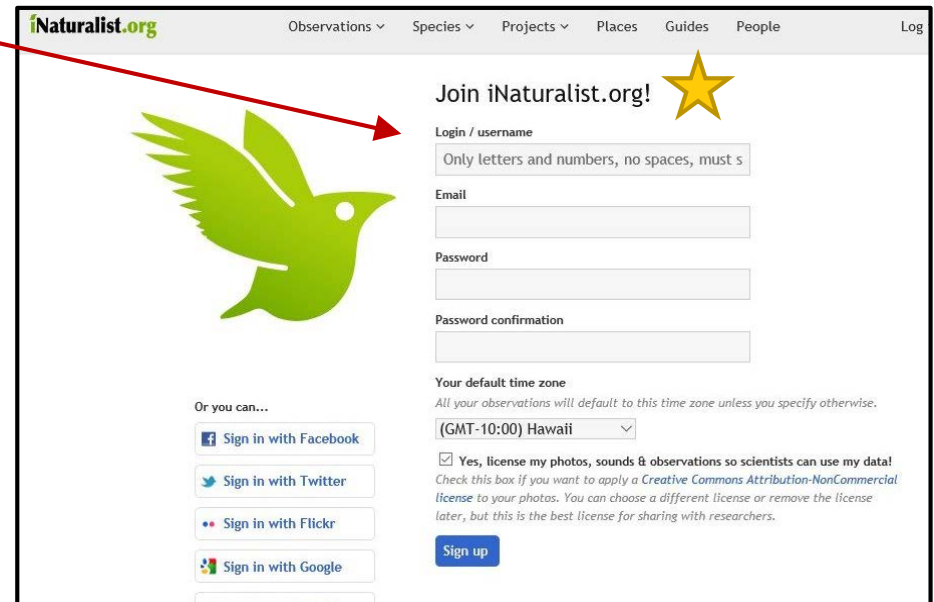 iNaturalist.org Observations Species Projects Places Guides People Log
Join iNaturalist.org!
Login / username
Only letters and numbers, no spaces, must s
Email
Password
Password confirmation
Your default time zone
All your observations will default to this time zone unless you specify otherwise.
(GMT-10:00) Hawaii
Yes, license my photos, sounds & observations so scientists can use my data!
Check this box if you want to apply a Creative Commons Attribution-NonCommercial
license to your photos. You can choose a different license or remove the license
later, but this is the best license for sharing with researchers.
Sign up
Or you can...
Sign in with Facebook
Sign in with Twitter
Sign in with Flickr
Sign in with Google